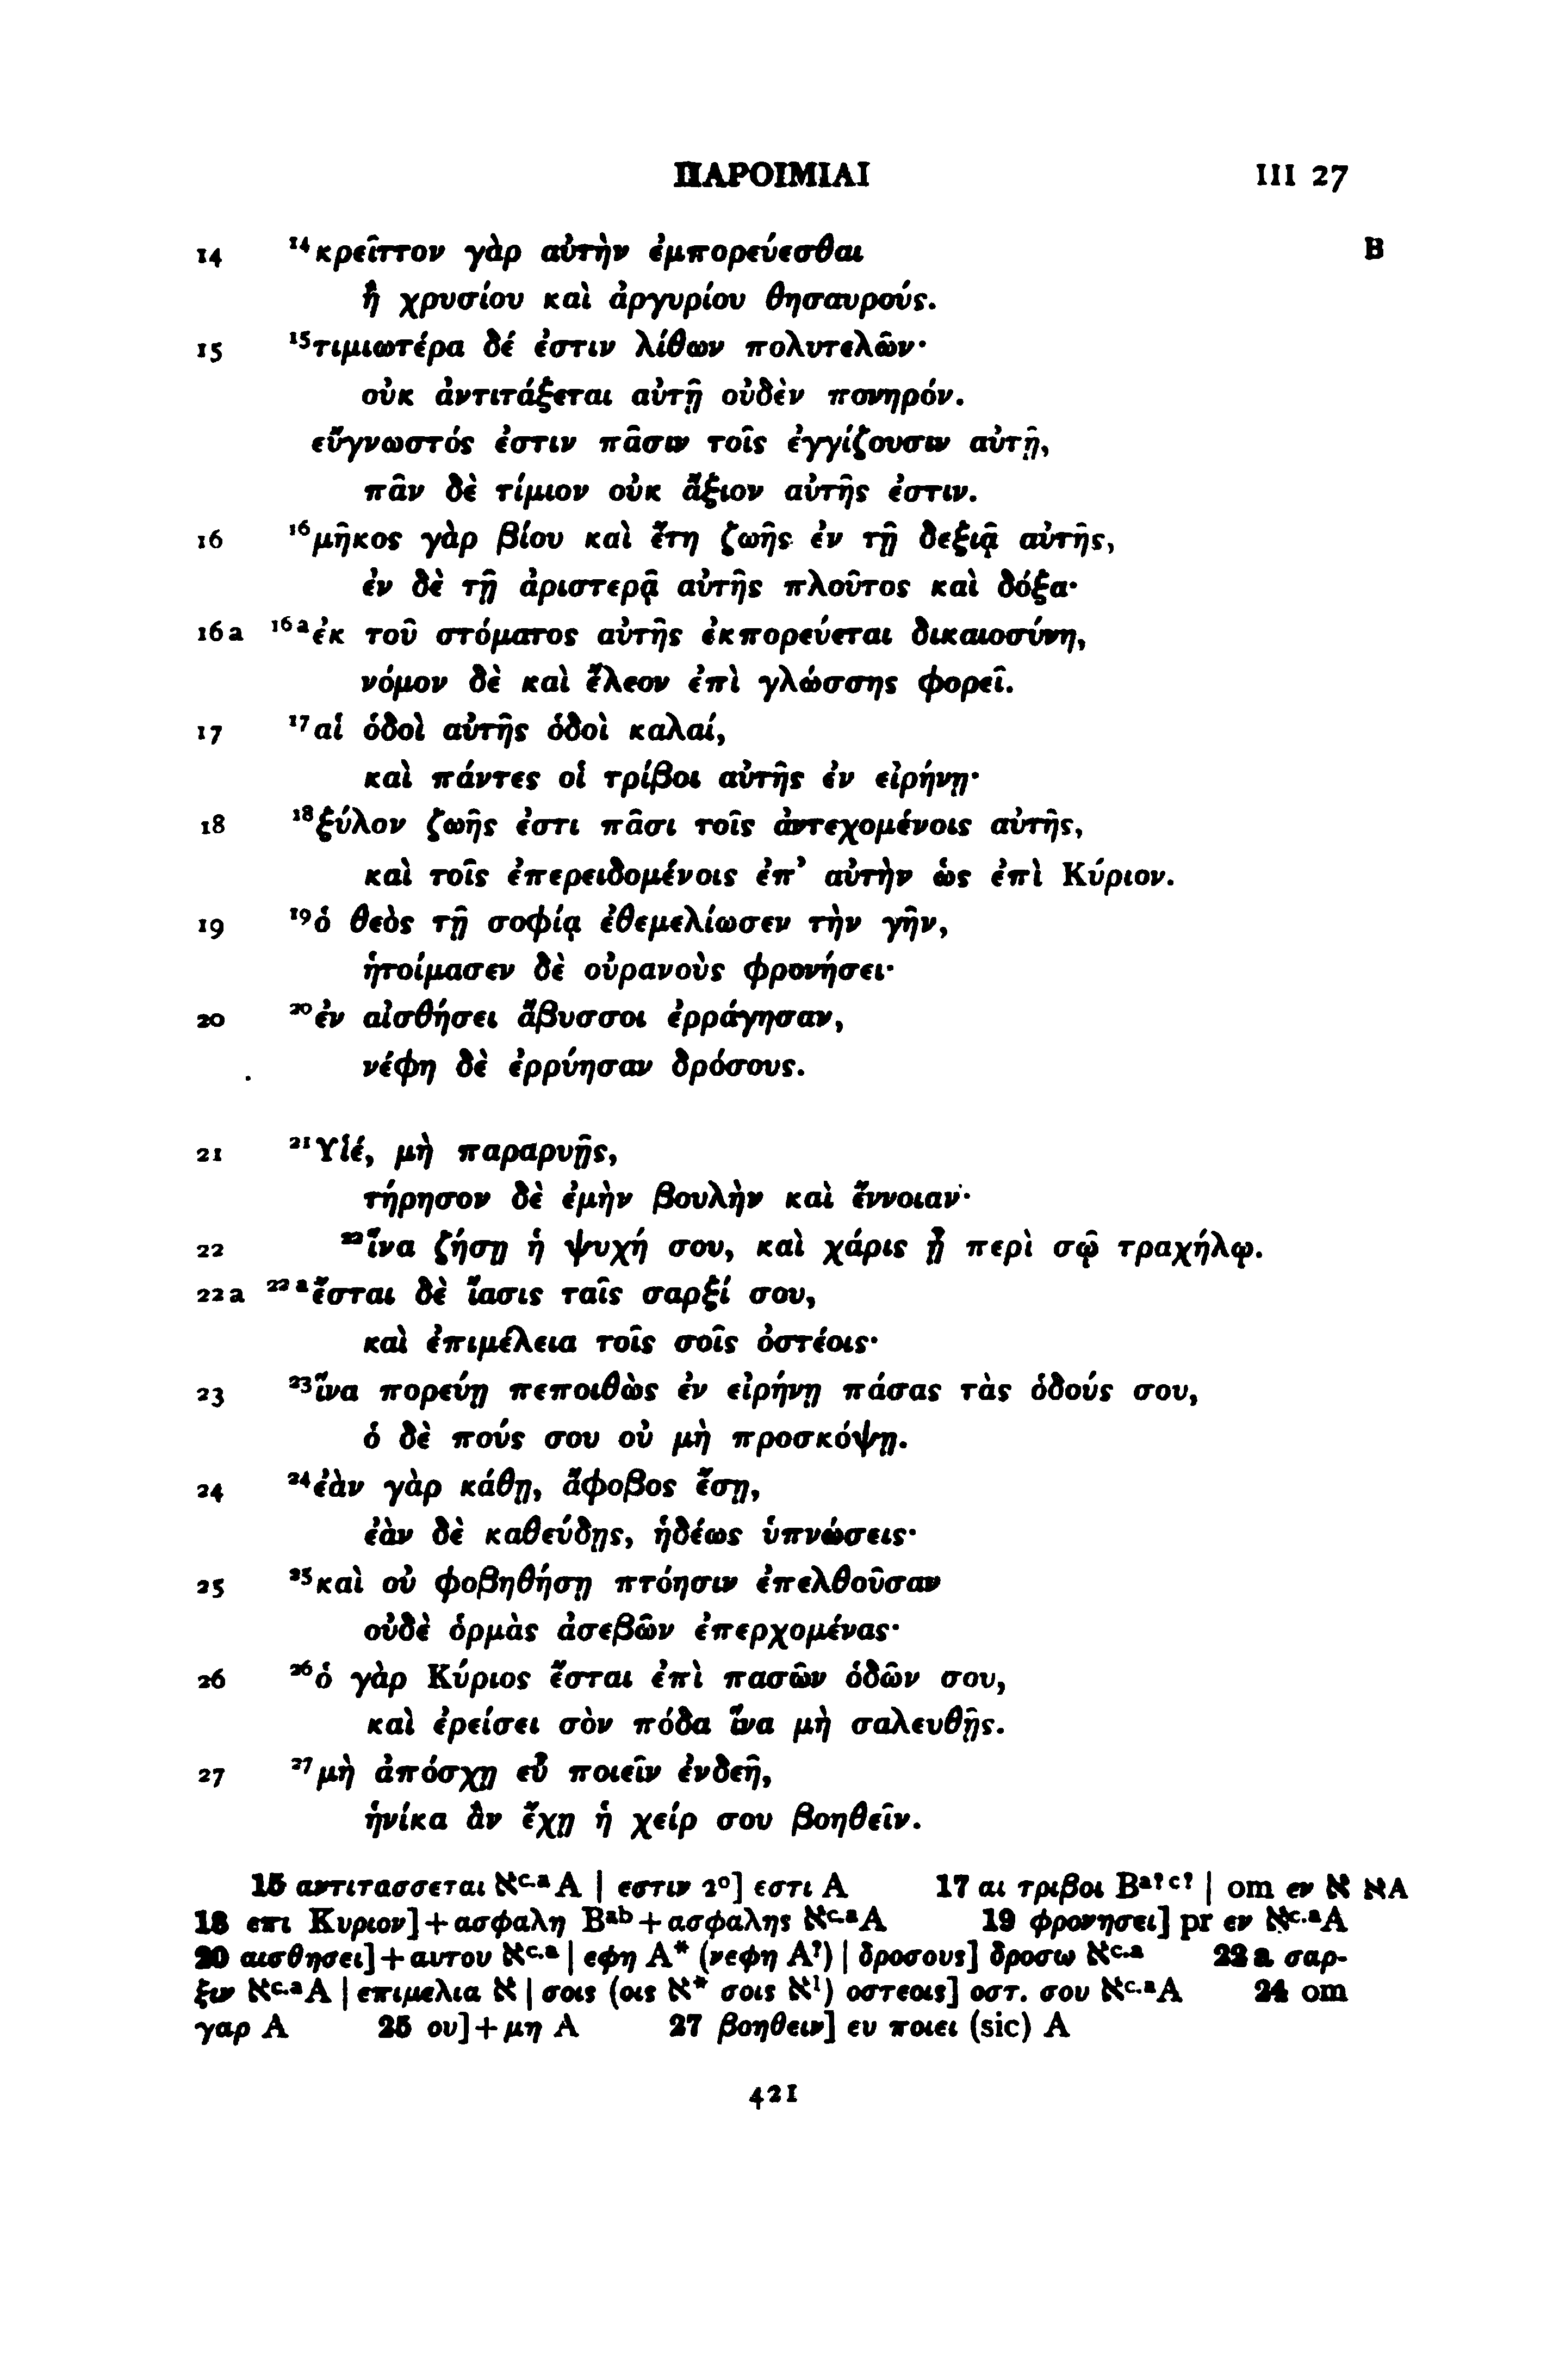 ΠΑΡΟΙΜΙΑΙ III 27
14 ¹⁴κρεῖττον γὰρ αὐτὴν ἐμπορεύεσθαι B
ἢ χρυσίου καὶ ἀργυρίου θησαυρούς.
15 ¹⁵τιμιωτέρα δέ ἐστιν λίθων πολυτελῶν·
οὐκ ἀντιτάξεται αὐτῇ οὐδὲν πονηρόν.
εὔγνωστός ἐστιν πᾶσιν τοῖς ἐγγίζουσιν αὐτῇ,
πᾶν δὲ τίμιον οὐκ ἄξιον αὐτῆς ἐστιν.
16 ¹⁶μῆκος γὰρ βίου καὶ ἔτη ζωῆς ἐν τῇ δεξιᾷ αὐτῆς,
ἐν δὲ τῇ ἀριστερᾷ αὐτῆς πλοῦτος καὶ δόξα·
16a ¹⁶ᵃἐκ τοῦ στόματος αὐτῆς ἐκπορεύεται δικαιοσύνη,
νόμον δὲ καὶ ἔλεον ἐπὶ γλώσσης φορεῖ.
17 ¹⁷αἱ ὁδοὶ αὐτῆς ὁδοὶ καλαί,
καὶ πάντες οἱ τρίβοι αὐτῆς ἐν εἰρήνῃ·
18 ¹⁸ξύλον ζωῆς ἐστι πᾶσι τοῖς ἀντεχομένοις αὐτῆς,
καὶ τοῖς ἐπερειδομένοις ἐπ᾽ αὐτὴν ὡς ἐπὶ Κύριον.
19 ¹⁹ὁ θεὸς τῇ σοφίᾳ ἐθεμελίωσεν τὴν γῆν,
ἡτοίμασεν δὲ οὐρανοὺς φρονήσει·
20 ²⁰ἐν αἰσθήσει ἄβυσσοι ἐρράγησαν,
νέφη δὲ ἐρρύησαν δρόσους.
21 ²¹Υἱέ, μὴ παραρυῇς,
τήρησον δὲ ἐμὴν βουλὴν καὶ ἔννοιαν·
22 ²²ἵνα ζήσῃ ἡ ψυχή σου, καὶ χάρις ᾖ περὶ σῷ τραχήλῳ.
22a ²²ᵃἔσται δὲ ἴασις ταῖς σαρξί σου,
καὶ ἐπιμέλεια τοῖς σοῖς ὀστέοις·
23 ²³ἵνα πορεύῃ πεποιθὼς ἐν εἰρήνῃ πάσας τὰς ὁδούς σου,
ὁ δὲ πούς σου οὐ μὴ προσκόψῃ.
24 ²⁴ἐὰν γὰρ κάθῃ, ἄφοβος ἔσῃ,
ἐὰν δὲ καθεύδῃς, ἡδέως ὑπνώσεις·
25 ²⁵καὶ οὐ φοβηθήσῃ πτόησιν ἐπελθοῦσαν
οὐδὲ ὁρμὰς ἀσεβῶν ἐπερχομένας·
26 ²⁶ὁ γὰρ Κύριος ἔσται ἐπὶ πασῶν ὁδῶν σου,
καὶ ἐρείσει σὸν πόδα ἵνα μὴ σαλευθῇς.
27 ²⁷μὴ ἀπόσχῃ εὖ ποιεῖν ἐνδεῆ,
ἡνίκα ἂν ἔχῃ ἡ χείρ σου βοηθεῖν.
15 αντιτασσεται ℵᶜ·ᵃA | εστιν 2°] εστι A 17 αι τριβοι Bᵃ?ᶜ? | om εν ℵ ℵA
18 επι Κυριον] + ασφαλη Bᵃᵇ + ασφαλης ℵᶜ·ᵃA 19 φρονησει] pr εν ℵᶜ·ᵃA
20 αισθησει] + αυτου ℵᶜ·ᵃ | εφη A* (νεφη A?) | δροσους] δροσω ℵᶜ·ᵃ 22a σαρ-
ξιν ℵᶜ·ᵃA | επιμελια ℵ | σοις (οις ℵ* σοις ℵ¹) οστεοις] οστ. σου ℵᶜ·ᵃA 24 om
γαρ A 25 ου] + μη A 27 βοηθειν] ευ ποιει (sic) A
421